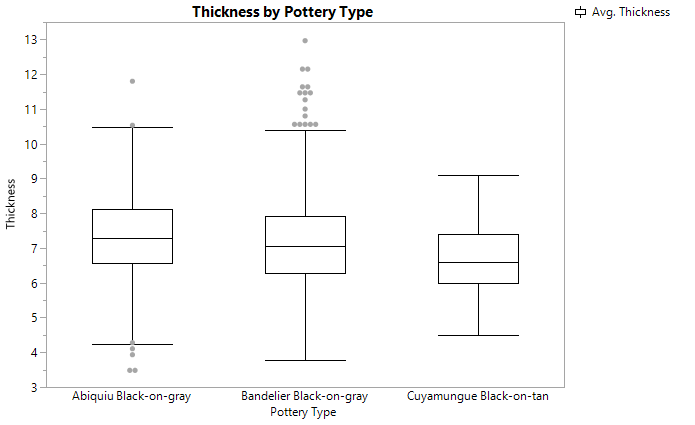 Thickness by Pottery Type
Avg. Thickness
13
12
11
10
9
8
7
6
5
4
3
Thickness
Abiquiu Black-on-gray
Bandelier Black-on-gray
Cuyamungue Black-on-tan
Pottery Type